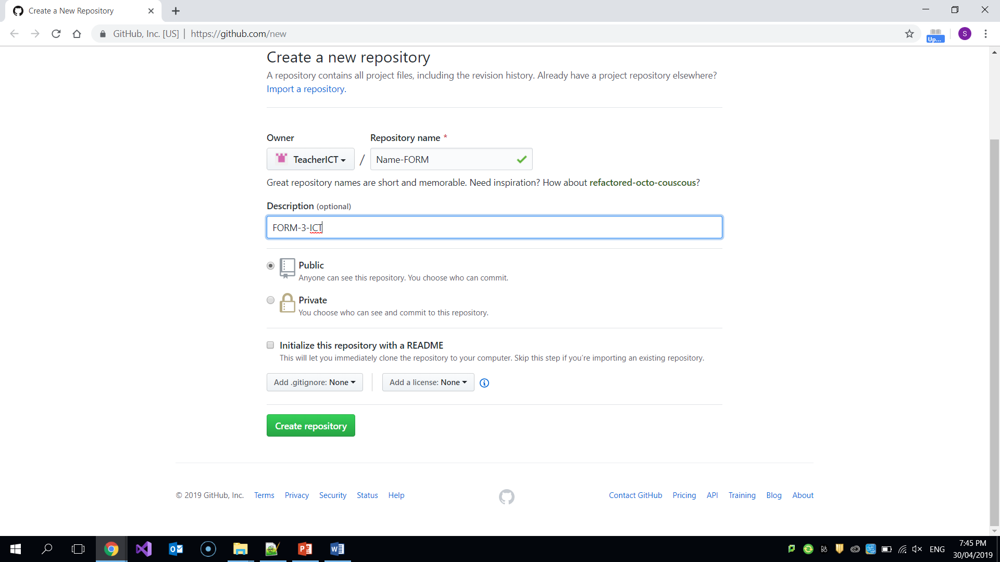 Create a New Repository
GitHub, Inc. [US] | https://github.com/new
Up...
S
Create a new repository
A repository contains all project files, including the revision history. Already have a project repository elsewhere?
Import a repository.
Owner Repository name *
TeacherICT / Name-FORM
Great repository names are short and memorable. Need inspiration? How about refactored-octo-couscous?
Description (optional)
FORM-3-ICT
Public
Anyone can see this repository. You choose who can commit.
Private
You choose who can see and commit to this repository.
Initialize this repository with a README
This will let you immediately clone the repository to your computer. Skip this step if you’re importing an existing repository.
Add .gitignore: None Add a license: None
Create repository
© 2019 GitHub, Inc. Terms Privacy Security Status Help Contact GitHub Pricing API Training Blog About
ENG
7:45 PM
30/04/2019